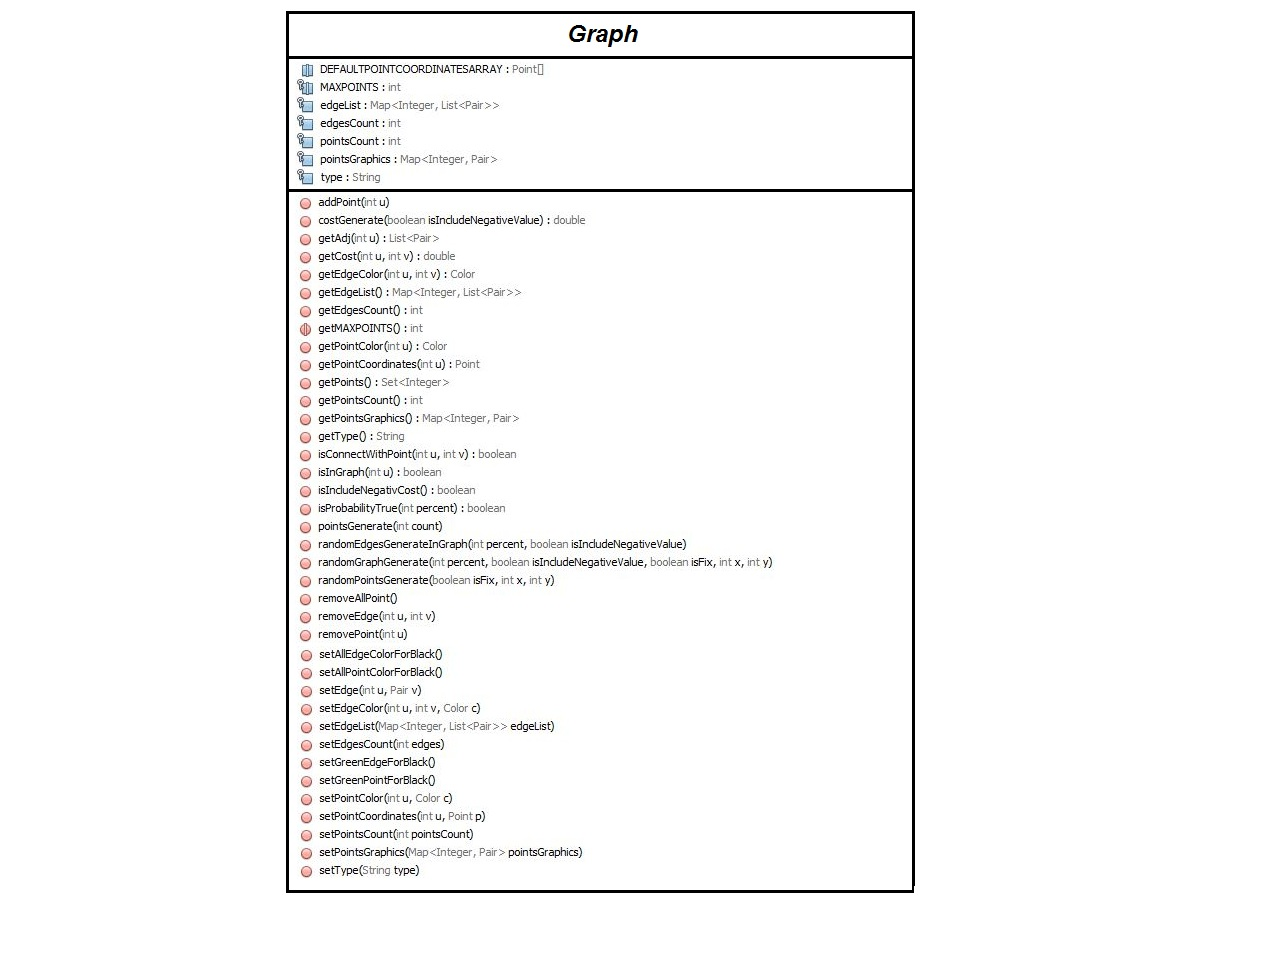 Graph
DEFAULTPOINTCOORDINATESARRAY : Point[]
MAXPOINTS : int
edgeList : Map<Integer, List<Pair>>
edgesCount : int
pointsCount : int
pointsGraphics : Map<Integer, Pair>
type : String
addPoint(int u)
costGenerate(boolean isIncludeNegativeValue) : double
getAdj(int u) : List<Pair>
getCost(int u, int v) : double
getEdgeColor(int u, int v) : Color
getEdgeList() : Map<Integer, List<Pair>>
getEdgesCount() : int
getMAXPOINTS() : int
getPointColor(int u) : Color
getPointCoordinates(int u) : Point
getPoints() : Set<Integer>
getPointsCount() : int
getPointsGraphics() : Map<Integer, Pair>
getType() : String
isConnectWithPoint(int u, int v) : boolean
isInGraph(int u) : boolean
isIncludeNegativCost() : boolean
isProbabilityTrue(int percent) : boolean
pointsGenerate(int count)
randomEdgesGenerateInGraph(int percent, boolean isIncludeNegativeValue)
randomGraphGenerate(int percent, boolean isIncludeNegativeValue, boolean isFix, int x, int y)
randomPointsGenerate(boolean isFix, int x, int y)
removeAllPoint()
removeEdge(int u, int v)
removePoint(int u)
setAllEdgeColorForBlack()
setAllPointColorForBlack()
setEdge(int u, Pair v)
setEdgeColor(int u, int v, Color c)
setEdgeList(Map<Integer, List<Pair>> edgeList)
setEdgesCount(int edges)
setGreenEdgeForBlack()
setGreenPointForBlack()
setPointColor(int u, Color c)
setPointCoordinates(int u, Point p)
setPointsCount(int pointsCount)
setPointsGraphics(Map<Integer, Pair> pointsGraphics)
setType(String type)